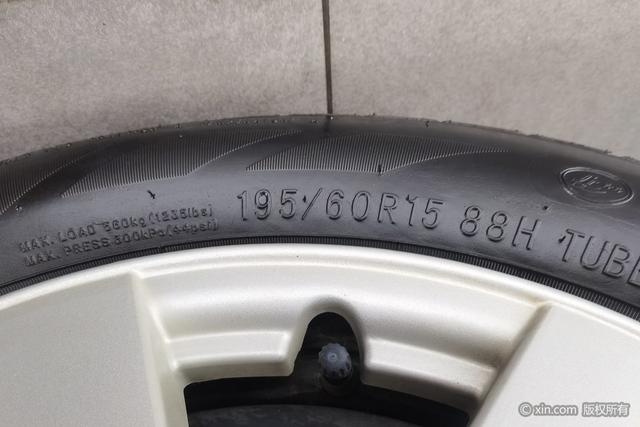 MAX. LOAD 560kg(1235lbs)
MAX. PRESS 300kPa(44psi)
195/60R15 88H TUBE
© xin.com 版权所有